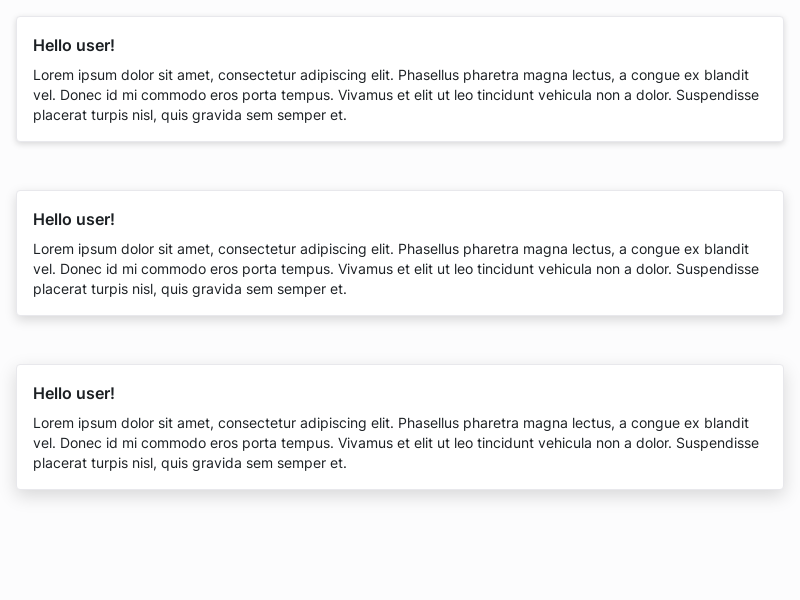 Hello user!
Lorem ipsum dolor sit amet, consectetur adipiscing elit. Phasellus pharetra magna lectus, a congue ex blandit
vel. Donec id mi commodo eros porta tempus. Vivamus et elit ut leo tincidunt vehicula non a dolor. Suspendisse
placerat turpis nisl, quis gravida sem semper et.
Hello user!
Lorem ipsum dolor sit amet, consectetur adipiscing elit. Phasellus pharetra magna lectus, a congue ex blandit
vel. Donec id mi commodo eros porta tempus. Vivamus et elit ut leo tincidunt vehicula non a dolor. Suspendisse
placerat turpis nisl, quis gravida sem semper et.
Hello user!
Lorem ipsum dolor sit amet, consectetur adipiscing elit. Phasellus pharetra magna lectus, a congue ex blandit
vel. Donec id mi commodo eros porta tempus. Vivamus et elit ut leo tincidunt vehicula non a dolor. Suspendisse
placerat turpis nisl, quis gravida sem semper et.